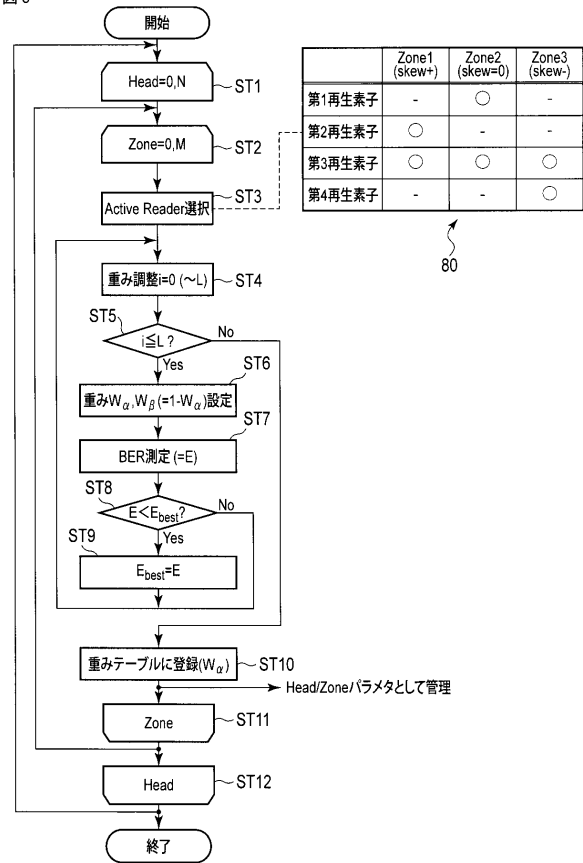 開始
Head=0,N
ST1
Zone=0,M
ST2
Active Reader選択
ST3
重み調整i=0 (～L)
ST4
ST5
i≦L ?
No
Yes
ST6
重みWα,Wβ(=1-Wα)設定
ST7
BER測定 (=E)
ST8
E<Ebest?
No
Yes
ST9
Ebest=E
重みテーブルに登録(Wα)
ST10
Head/Zoneパラメタとして管理
Zone
ST11
Head
ST12
終了
Zone1 Zone2 Zone3
(skew+) (skew=0) (skew-)
第1再生素子 - ○ -
第2再生素子 ○ - -
第3再生素子 ○ ○ ○
第4再生素子 - - ○
80